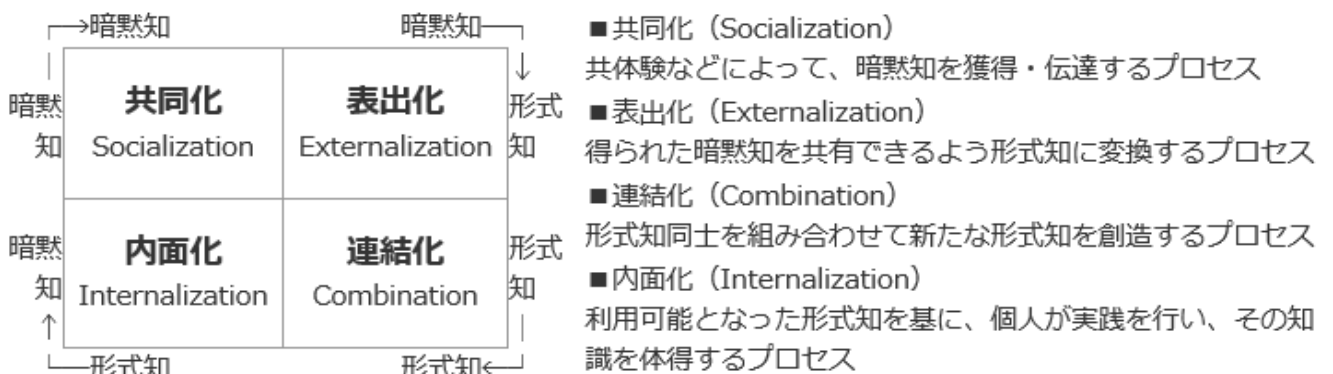 →暗黙知 暗黙知
暗黙知
共同化
Socialization
表出化
Externalization
↓
形式知
暗黙知
↑
内面化
Internalization
連結化
Combination
形式知
形式知 形式知←
■共同化（Socialization）
共体験などによって、暗黙知を獲得・伝達するプロセス
■表出化（Externalization）
得られた暗黙知を共有できるよう形式知に変換するプロセス
■連結化（Combination）
形式知同士を組み合わせて新たな形式知を創造するプロセス
■内面化（Internalization）
利用可能となった形式知を基に、個人が実践を行い、その知
識を体得するプロセス